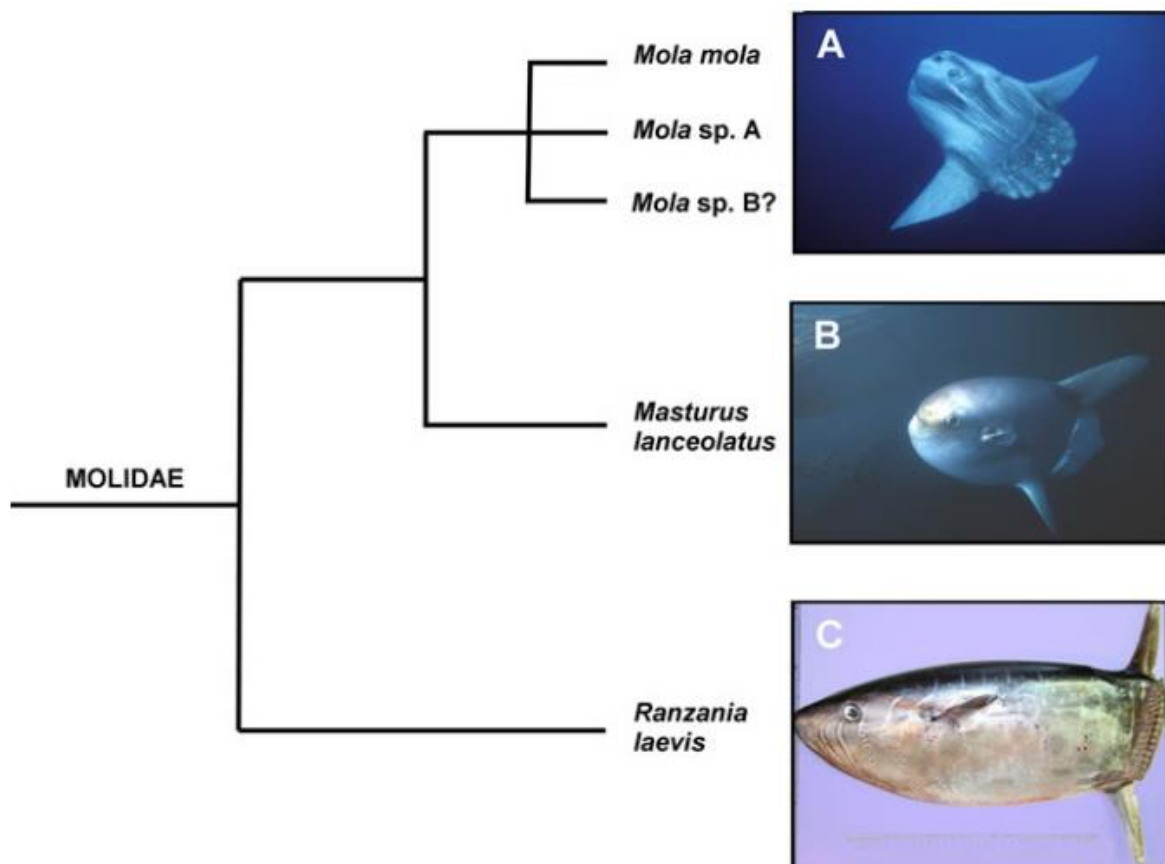 Mola mola
Mola sp. A
Mola sp. B?
A
Masturus
lanceolatus
B
MOLIDAE
Ranzania
laevis
C